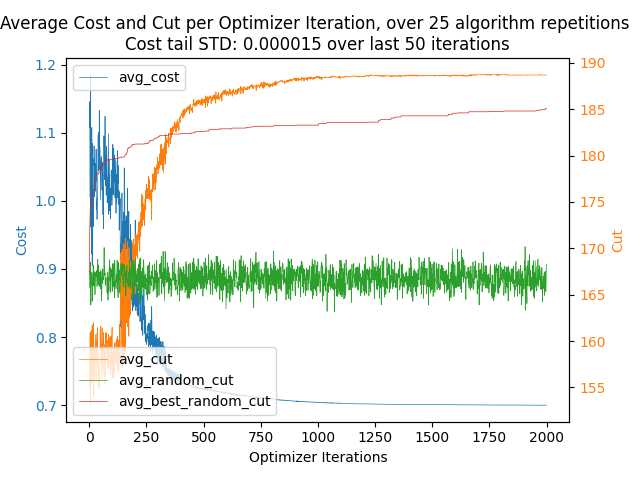 Average Cost and Cut per Optimizer Iteration, over 25 algorithm repetitions
Cost tail STD: 0.000015 over last 50 iterations
avg_cost
1.2
1.1
1.0
0.9
0.8
0.7
Cost
190
185
180
175
170
165
160
155
Cut
avg_cut
avg_random_cut
avg_best_random_cut
0 250 500 750 1000 1250 1500 1750 2000
Optimizer Iterations